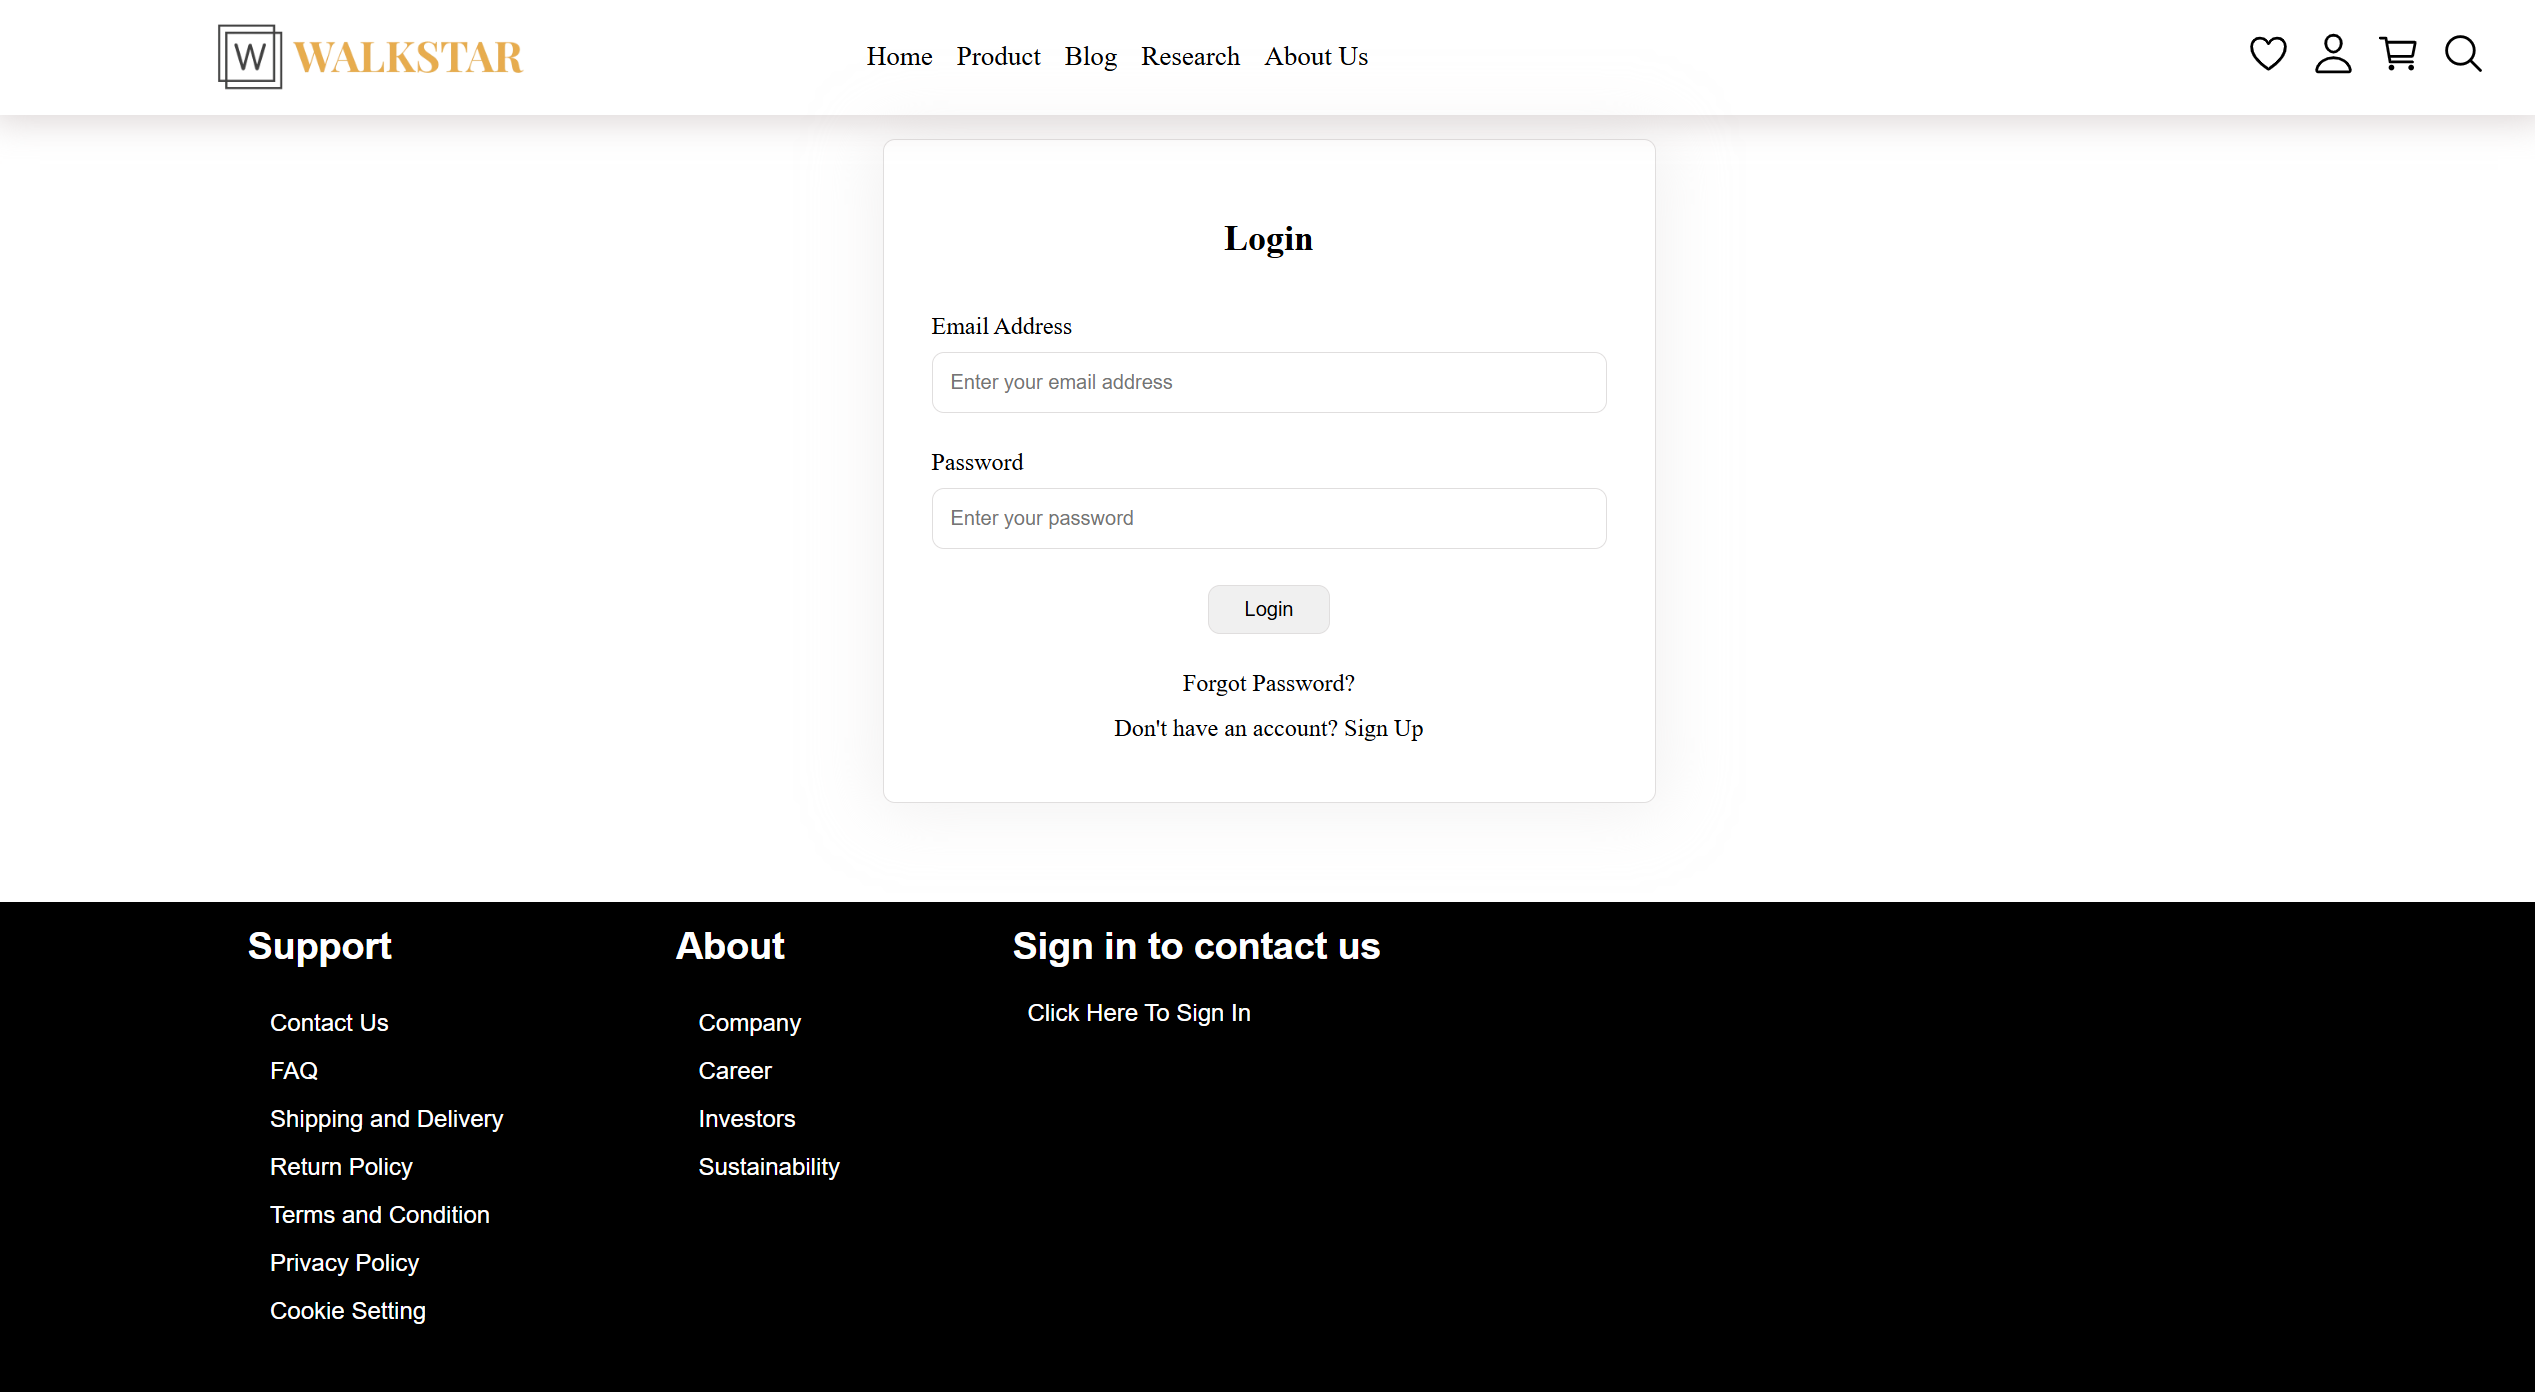 W WALKSTAR
Home Product Blog Research About Us
Login
Email Address
Enter your email address
Password
Enter your password
Login
Forgot Password?
Don't have an account? Sign Up
Support
Contact Us
FAQ
Shipping and Delivery
Return Policy
Terms and Condition
Privacy Policy
Cookie Setting
About
Company
Career
Investors
Sustainability
Sign in to contact us
Click Here To Sign In